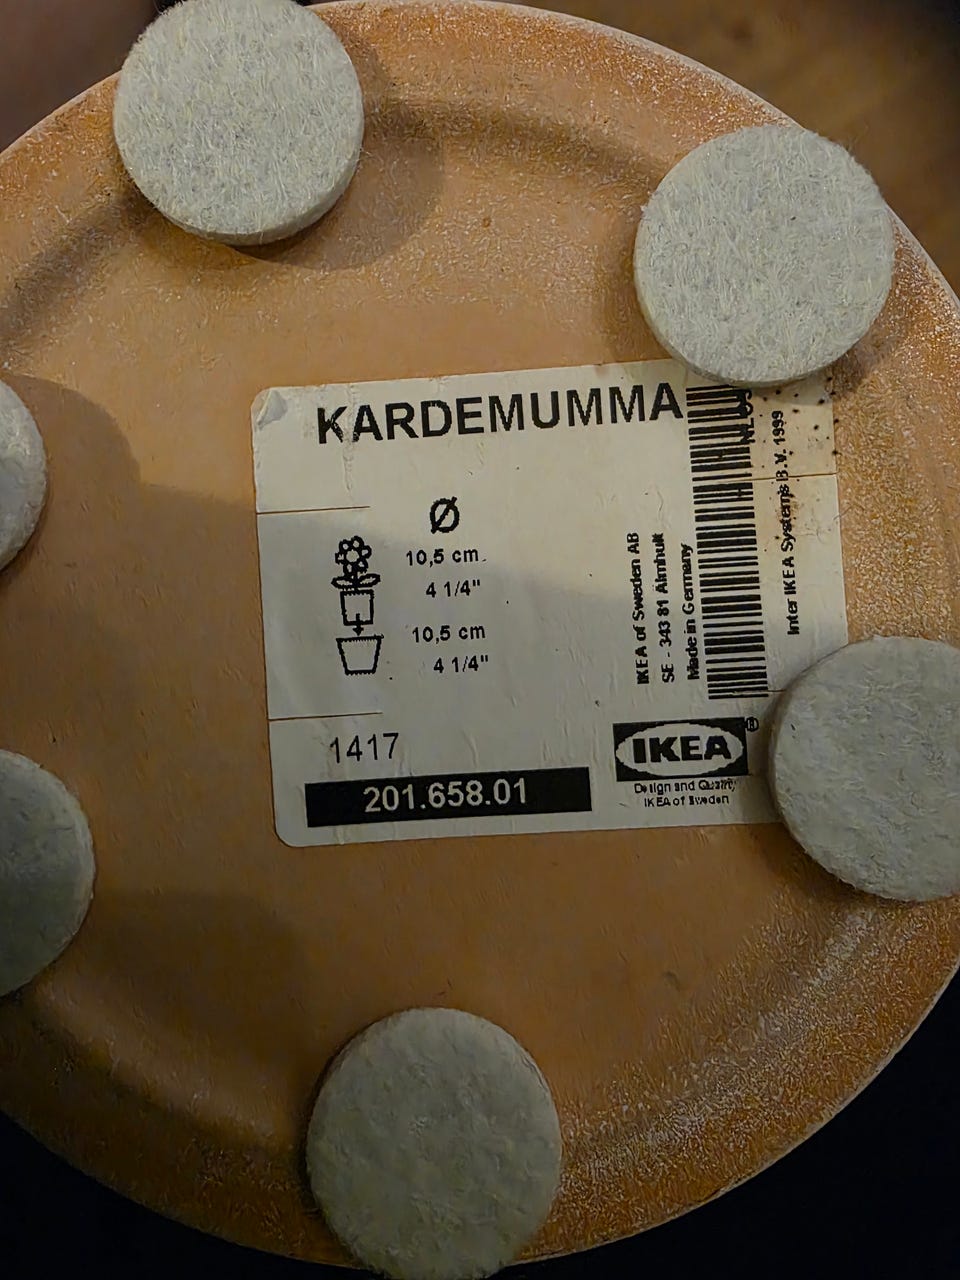 KARDEMUMMA
Ø
10,5 cm.
4 1/4"
10,5 cm
4 1/4"
1417
201.658.01
IKEA of Sweden AB
SE - 343 81 Älmhult
Made in Germany
Inter IKEA Systems B.V. 1999
IKEA®
Design and Quality
IKEA of Sweden